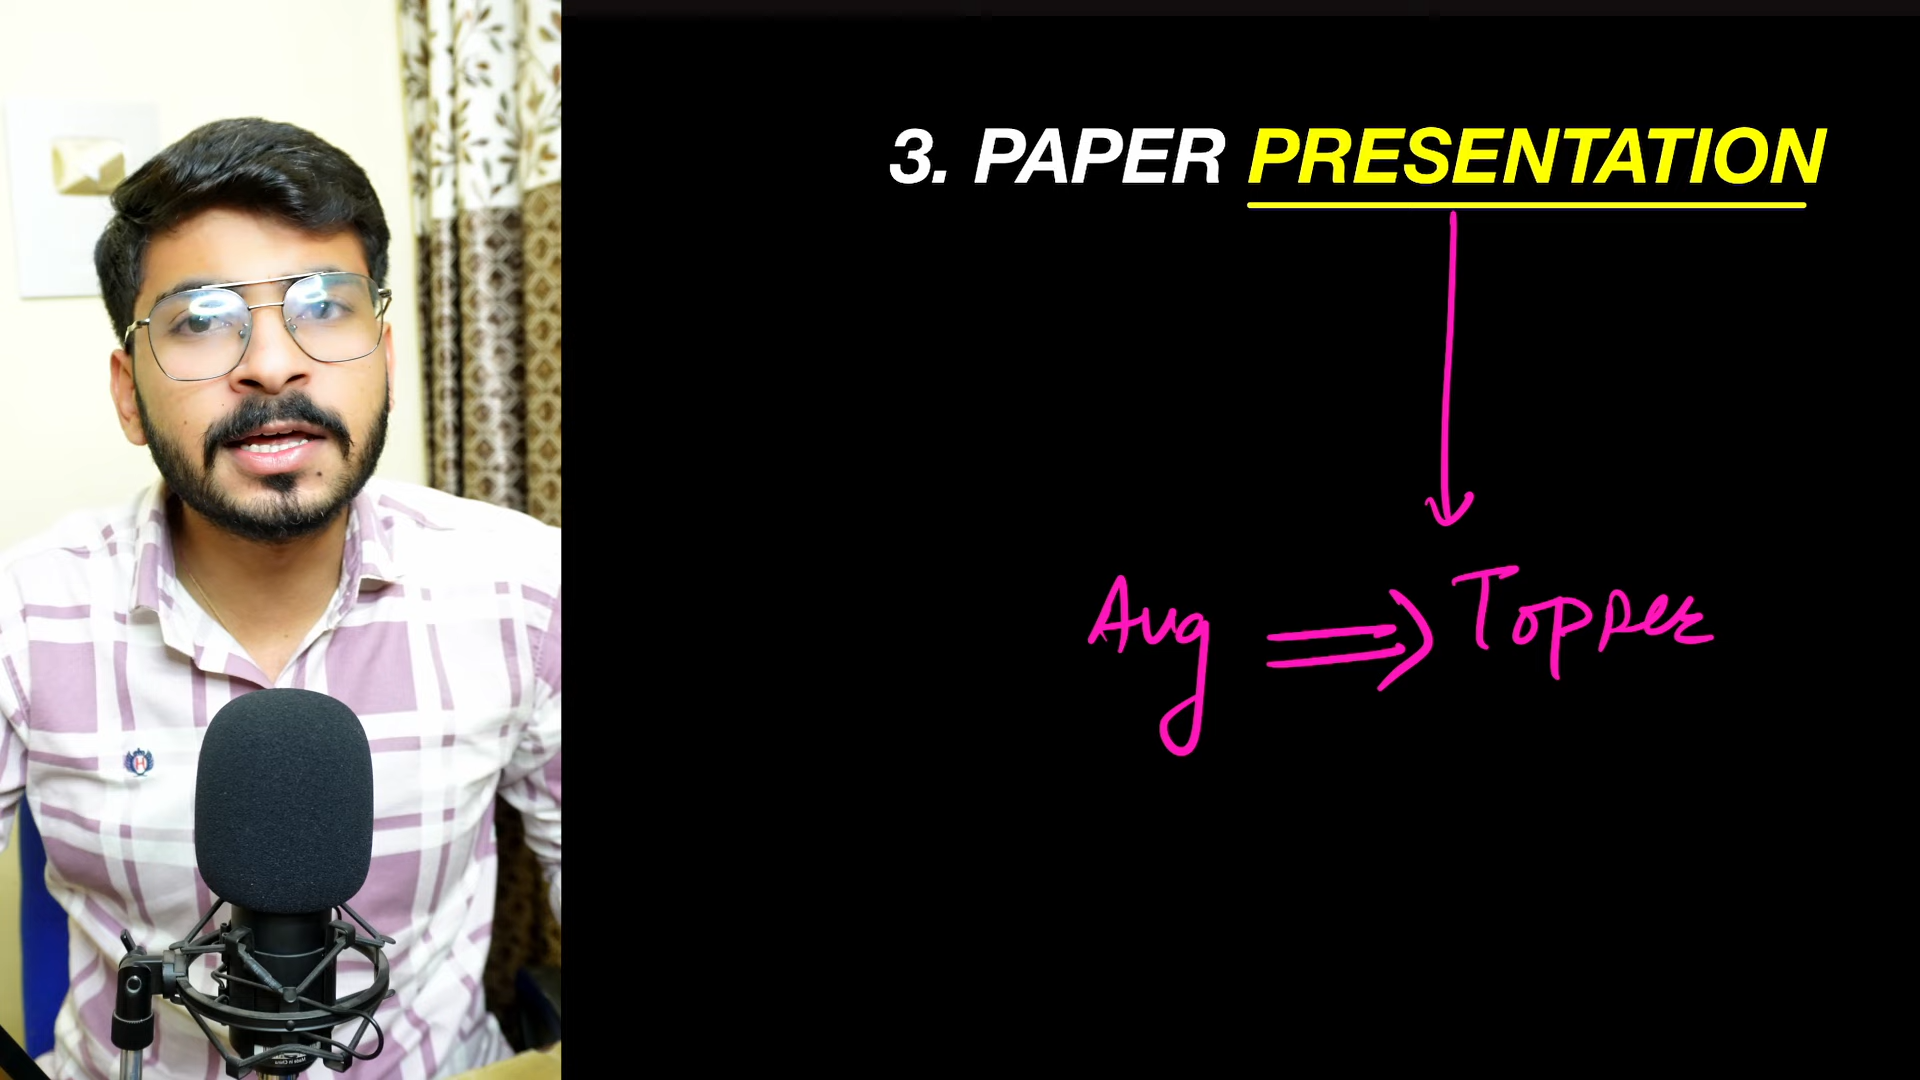 3. PAPER PRESENTATION
Avg ⇒ Topper